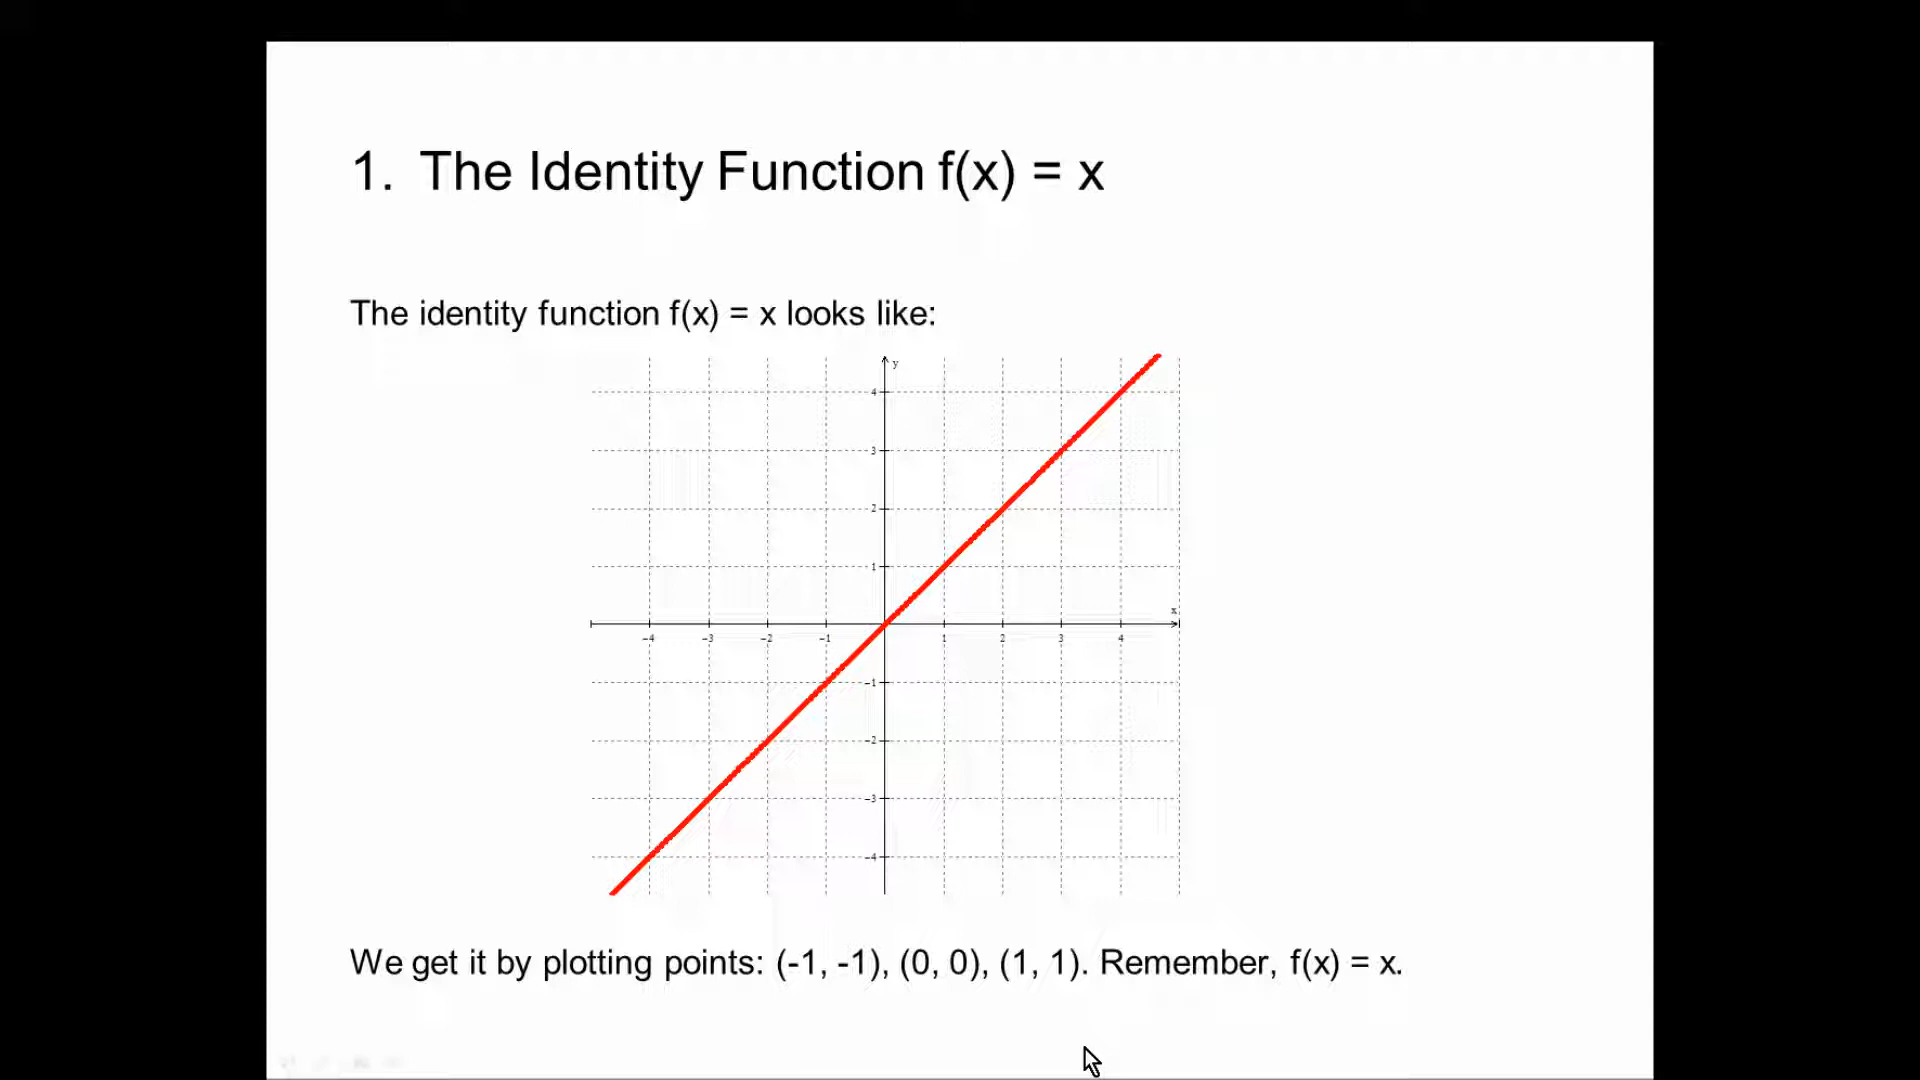 1. The Identity Function f(x) = x
The identity function f(x) = x looks like:
y
4
3
2
1
x
-4 -3 -2 -1 1 2 3 4
-1
-2
-3
-4
We get it by plotting points: (-1, -1), (0, 0), (1, 1). Remember, f(x) = x.